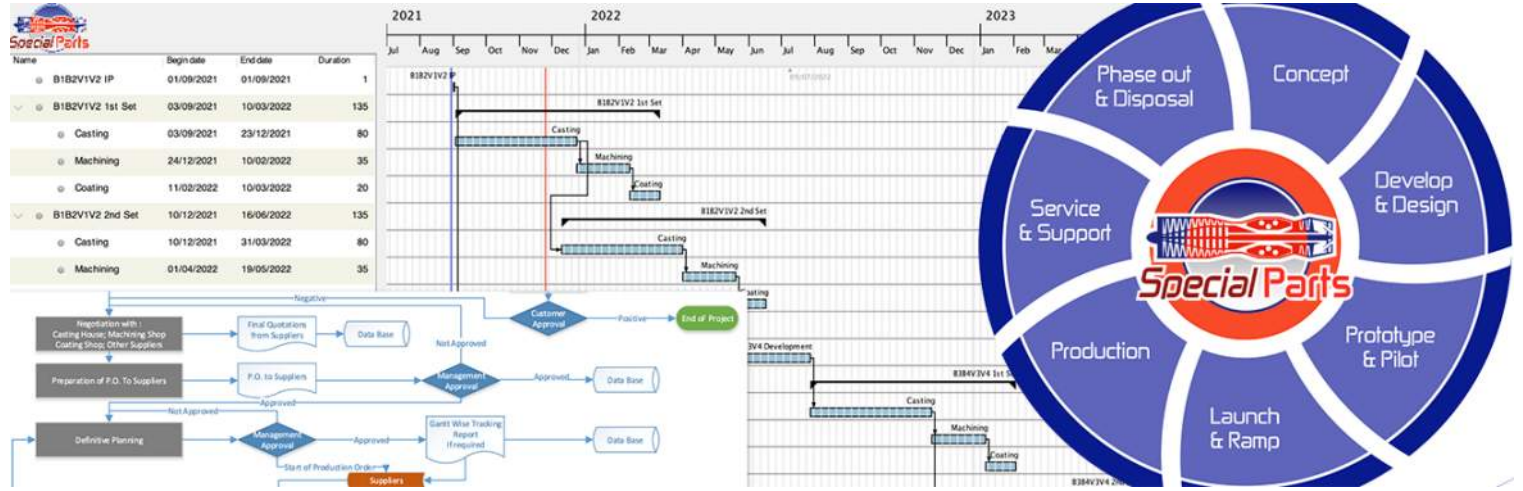 Special Parts
2021
2022
2023
Jul Aug Sep Oct Nov Dec Jan Feb Mar Apr May Jun Jul Aug Sep Oct Nov Dec Jan Feb Mar
Name Begin date End date Duration
B1B2V1V2 IP 01/09/2021 01/09/2021 1
B1B2V1V2 1st Set 03/09/2021 10/03/2022 135
Casting 03/09/2021 23/12/2021 80
Machining 24/12/2021 10/02/2022 35
Coating 11/02/2022 10/03/2022 20
B1B2V1V2 2nd Set 10/12/2021 16/06/2022 135
Casting 10/12/2021 31/03/2022 80
Machining 01/04/2022 19/05/2022 35
B1B2V1V2 IP
B1B2V1V2 1st Set
Casting
Machining
Coating
B1B2V1V2 2nd Set
Casting
Machining
oating
3V4 Development
B3B4V3V4 1st S
Casting
Machining
Coating
B3B4V3V4 2nd
Negative
Negotiation with :
Casting House; Machining Shop
Coating Shop; Other Suppliers
Final Quotations
from Suppliers
Data Base
Customer
Approval
Positive
End of Project
Not Approved
Preparation of P.O. To Suppliers
P.O. to Suppliers
Management
Approval
Approved
Data Base
Approved
Not Approved
Definitive Planning
Management
Approval
Approved
Gantt Wise Tracking
Report
If required
Data Base
Start of Production Order
Suppliers
Phase out
& Disposal
Concept
Develop
& Design
Prototype
& Pilot
Launch
& Ramp
Production
Service
& Support
Special Parts